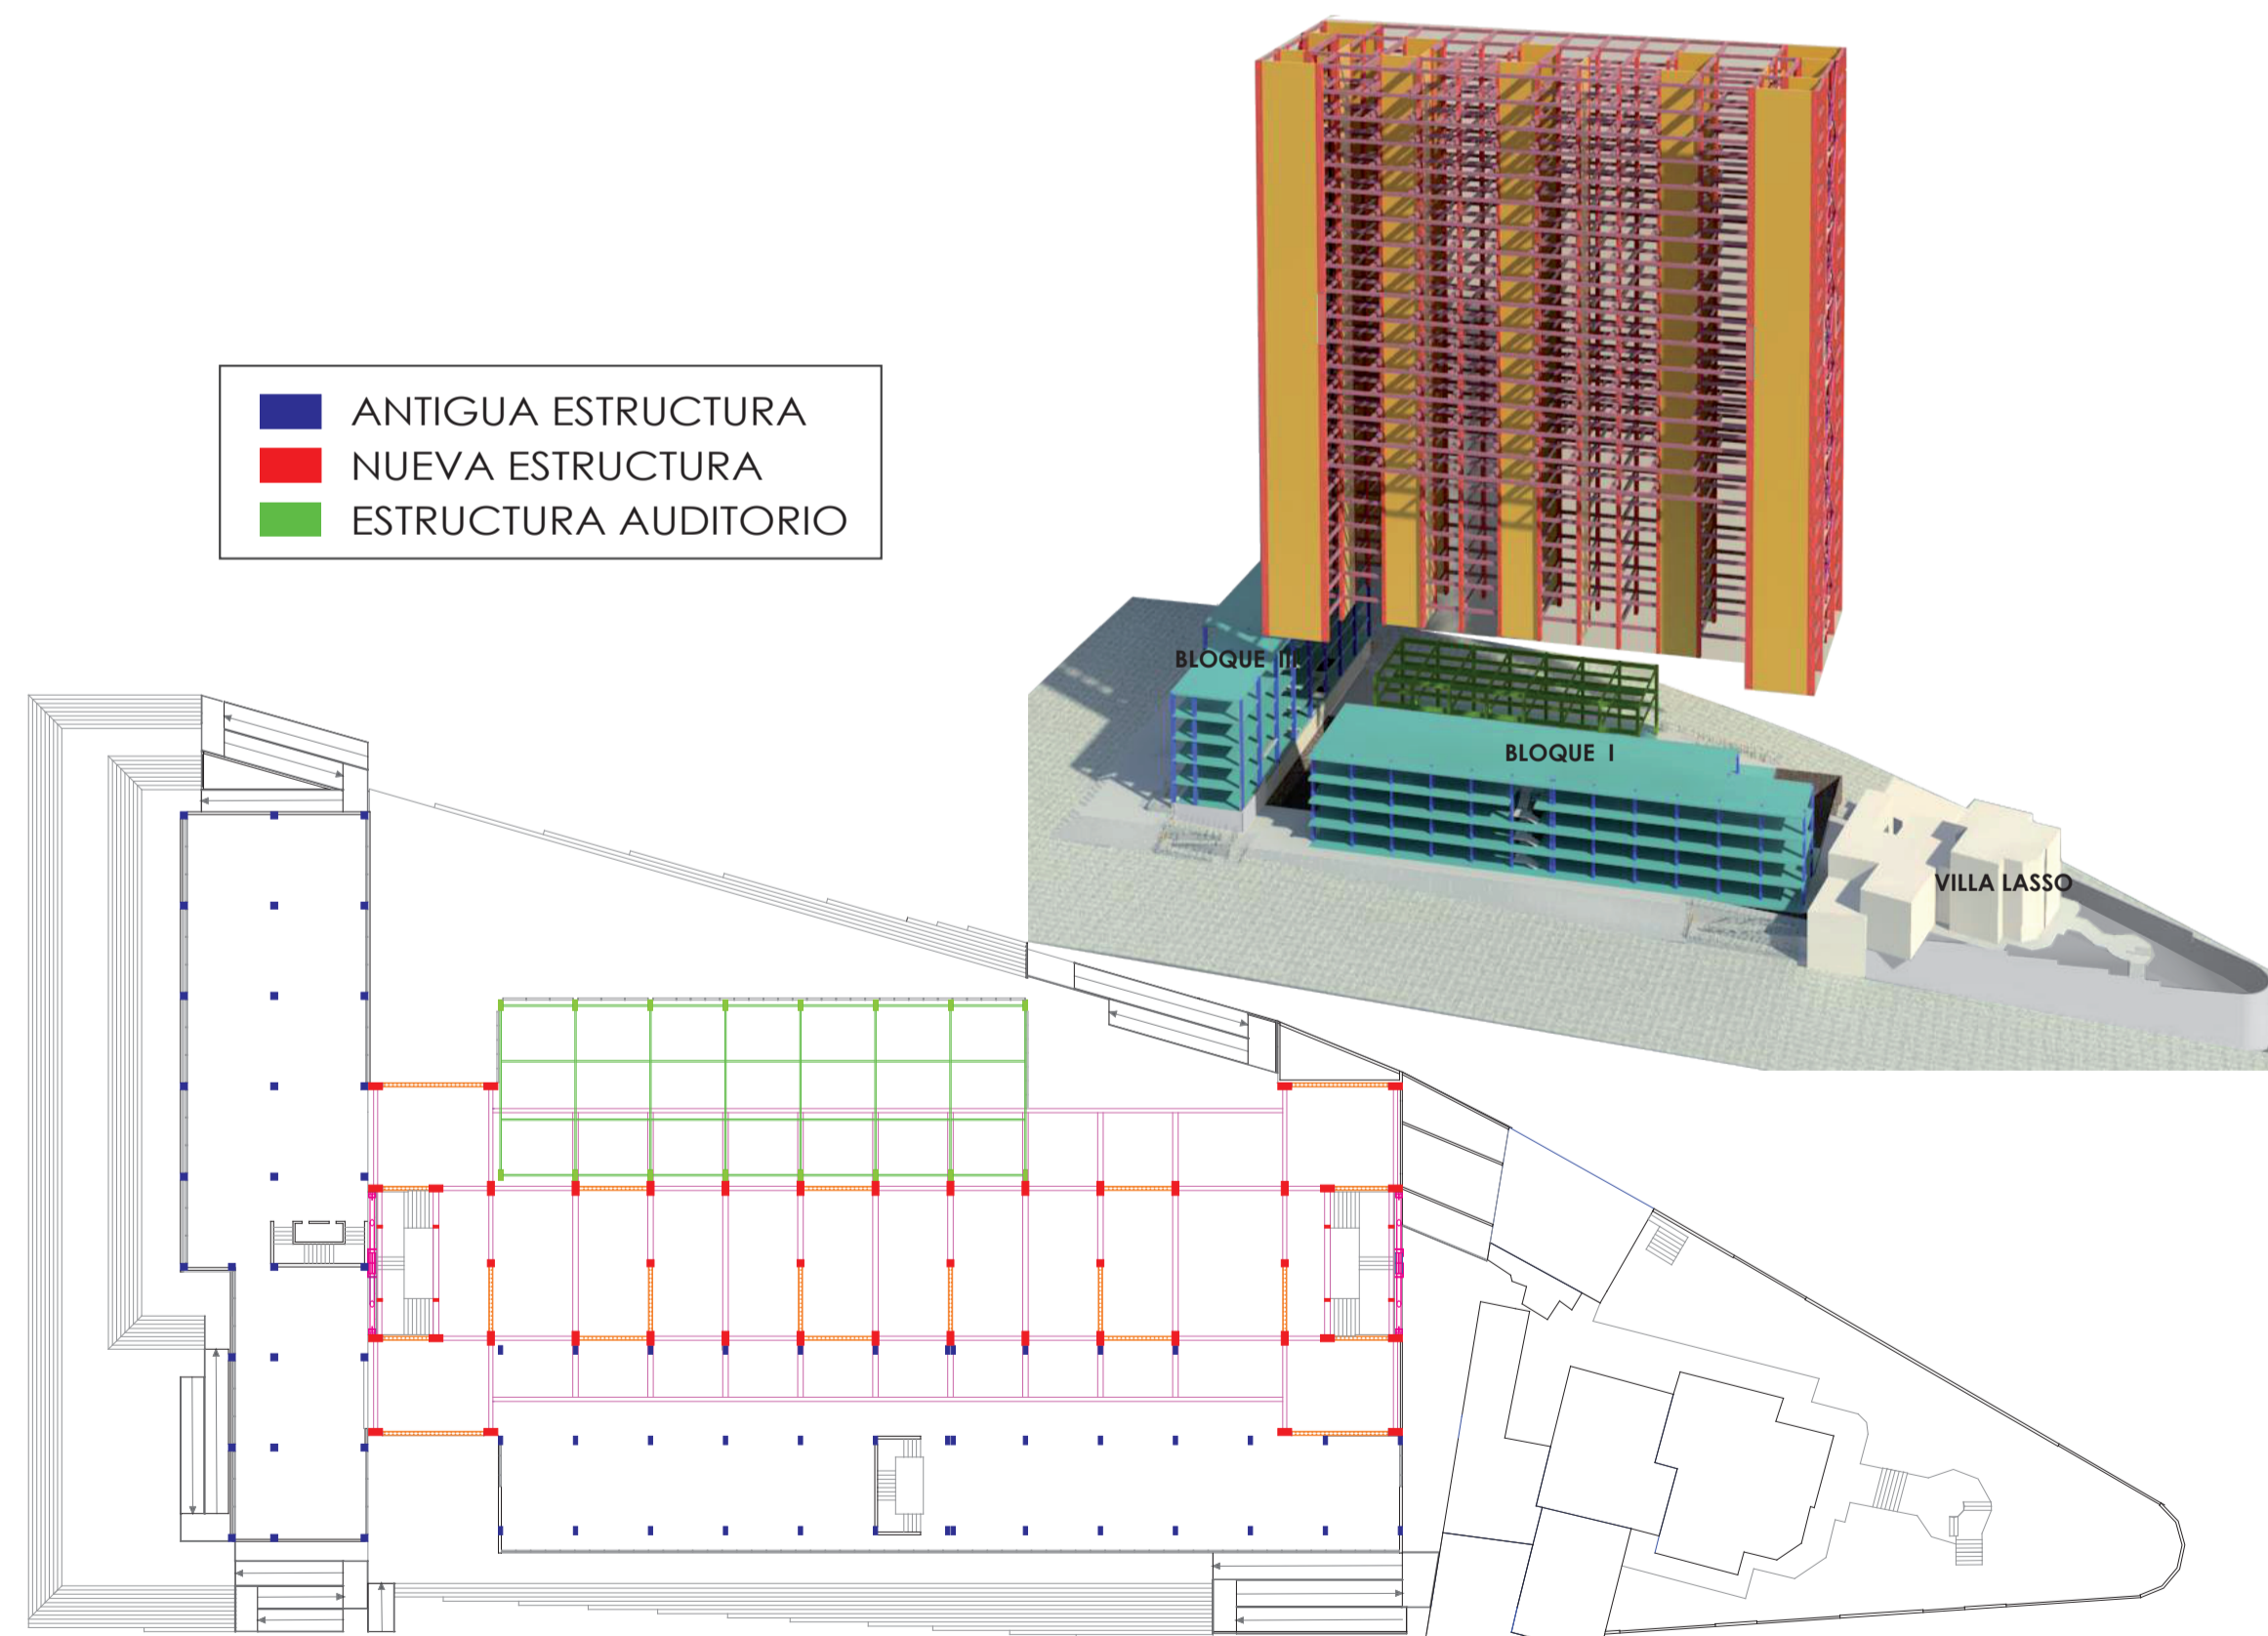 ANTIGUA ESTRUCTURA
NUEVA ESTRUCTURA
ESTRUCTURA AUDITORIO
BLOQUE III
BLOQUE I
VILLA LASSO